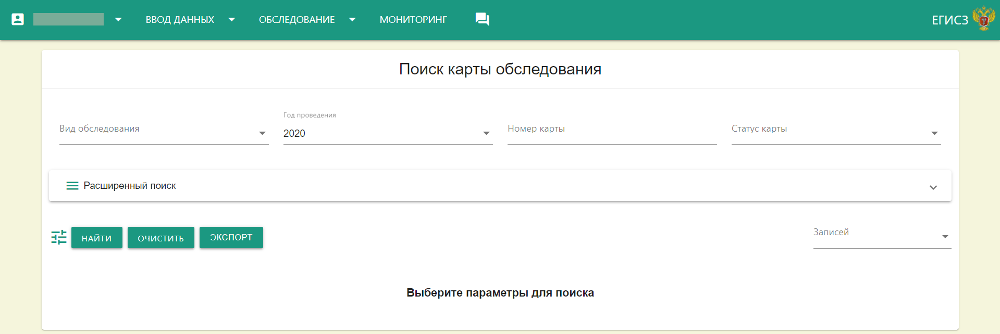 ВВОД ДАННЫХ ОБСЛЕДОВАНИЕ МОНИТОРИНГ ЕГИСЗ
Поиск карты обследования
Год проведения
Вид обследования 2020 Номер карты Статус карты
Расширенный поиск
НАЙТИ ОЧИСТИТЬ ЭКСПОРТ Записей
Выберите параметры для поиска